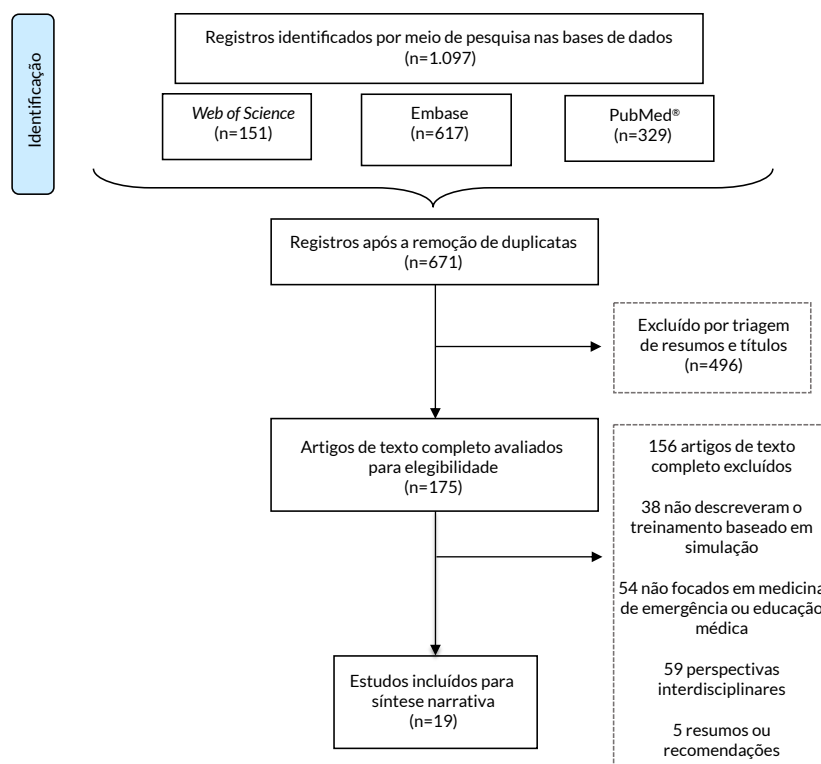 Identificação
Registros identificados por meio de pesquisa nas bases de dados
(n=1.097)
Web of Science
(n=151)
Embase
(n=617)
PubMed®
(n=329)
Registros após a remoção de duplicatas
(n=671)
Excluído por triagem
de resumos e títulos
(n=496)
Artigos de texto completo avaliados
para elegibilidade
(n=175)
156 artigos de texto
completo excluídos
38 não descreveram o
treinamento baseado em
simulação
54 não focados em medicina
de emergência ou educação
médica
59 perspectivas
interdisciplinares
5 resumos ou
recomendações
Estudos incluídos para
síntese narrativa
(n=19)